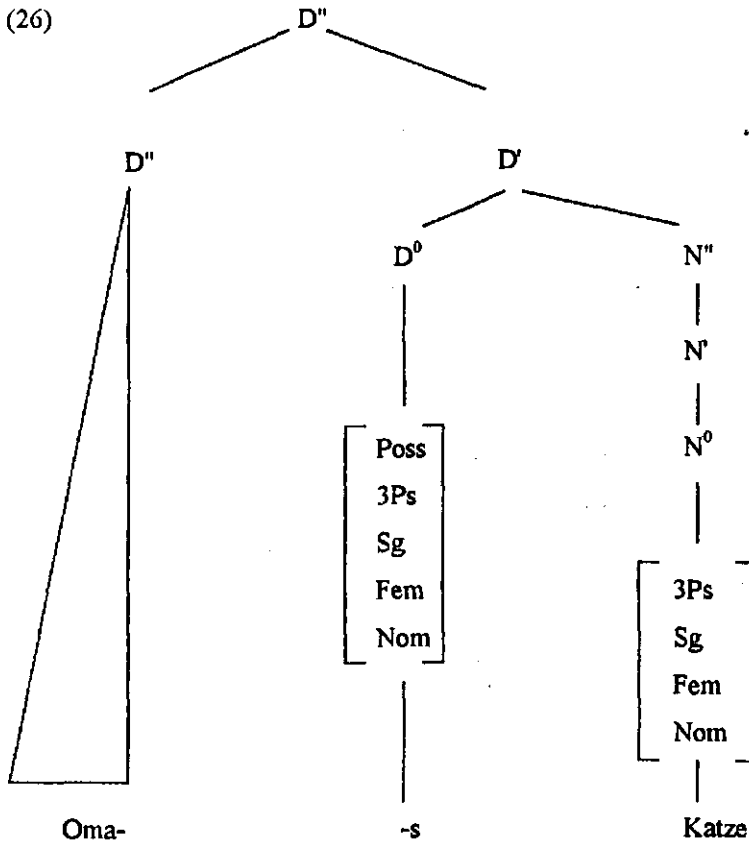 (26) D"
D" D'
D⁰ N"
N'
Poss N⁰
3Ps
Sg
Fem 3Ps
Nom Sg
Fem
Nom
Oma- -s Katze